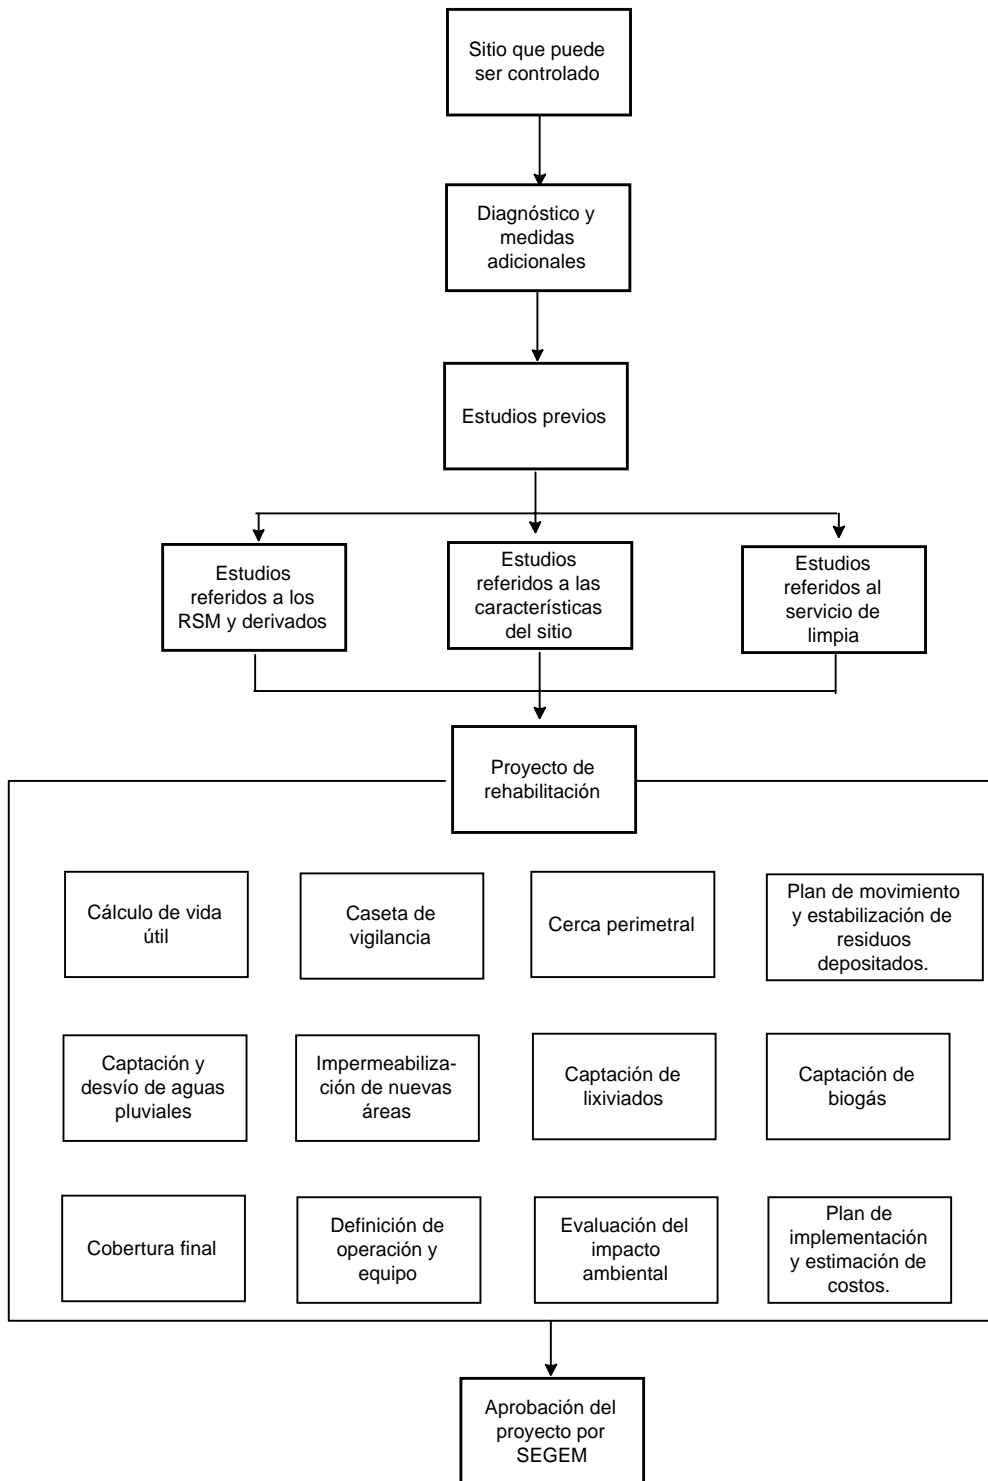 Sitio que puede
ser controlado
Diagnóstico y
medidas
adicionales
Estudios previos
Estudios
referidos a los
RSM y derivados
Estudios
referidos a las
características
del sitio
Estudios
referidos al
servicio de
limpia
Proyecto de
rehabilitación
Cálculo de vida
útil
Caseta de
vigilancia
Cerca perimetral
Plan de movimiento
y estabilización de
residuos
depositados.
Captación y
desvío de aguas
pluviales
Impermeabiliza-
ción de nuevas
áreas
Captación de
lixiviados
Captación de
biogás
Cobertura final
Definición de
operación y
equipo
Evaluación del
impacto
ambiental
Plan de
implementación
y estimación de
costos.
Aprobación del
proyecto por
SEGEM